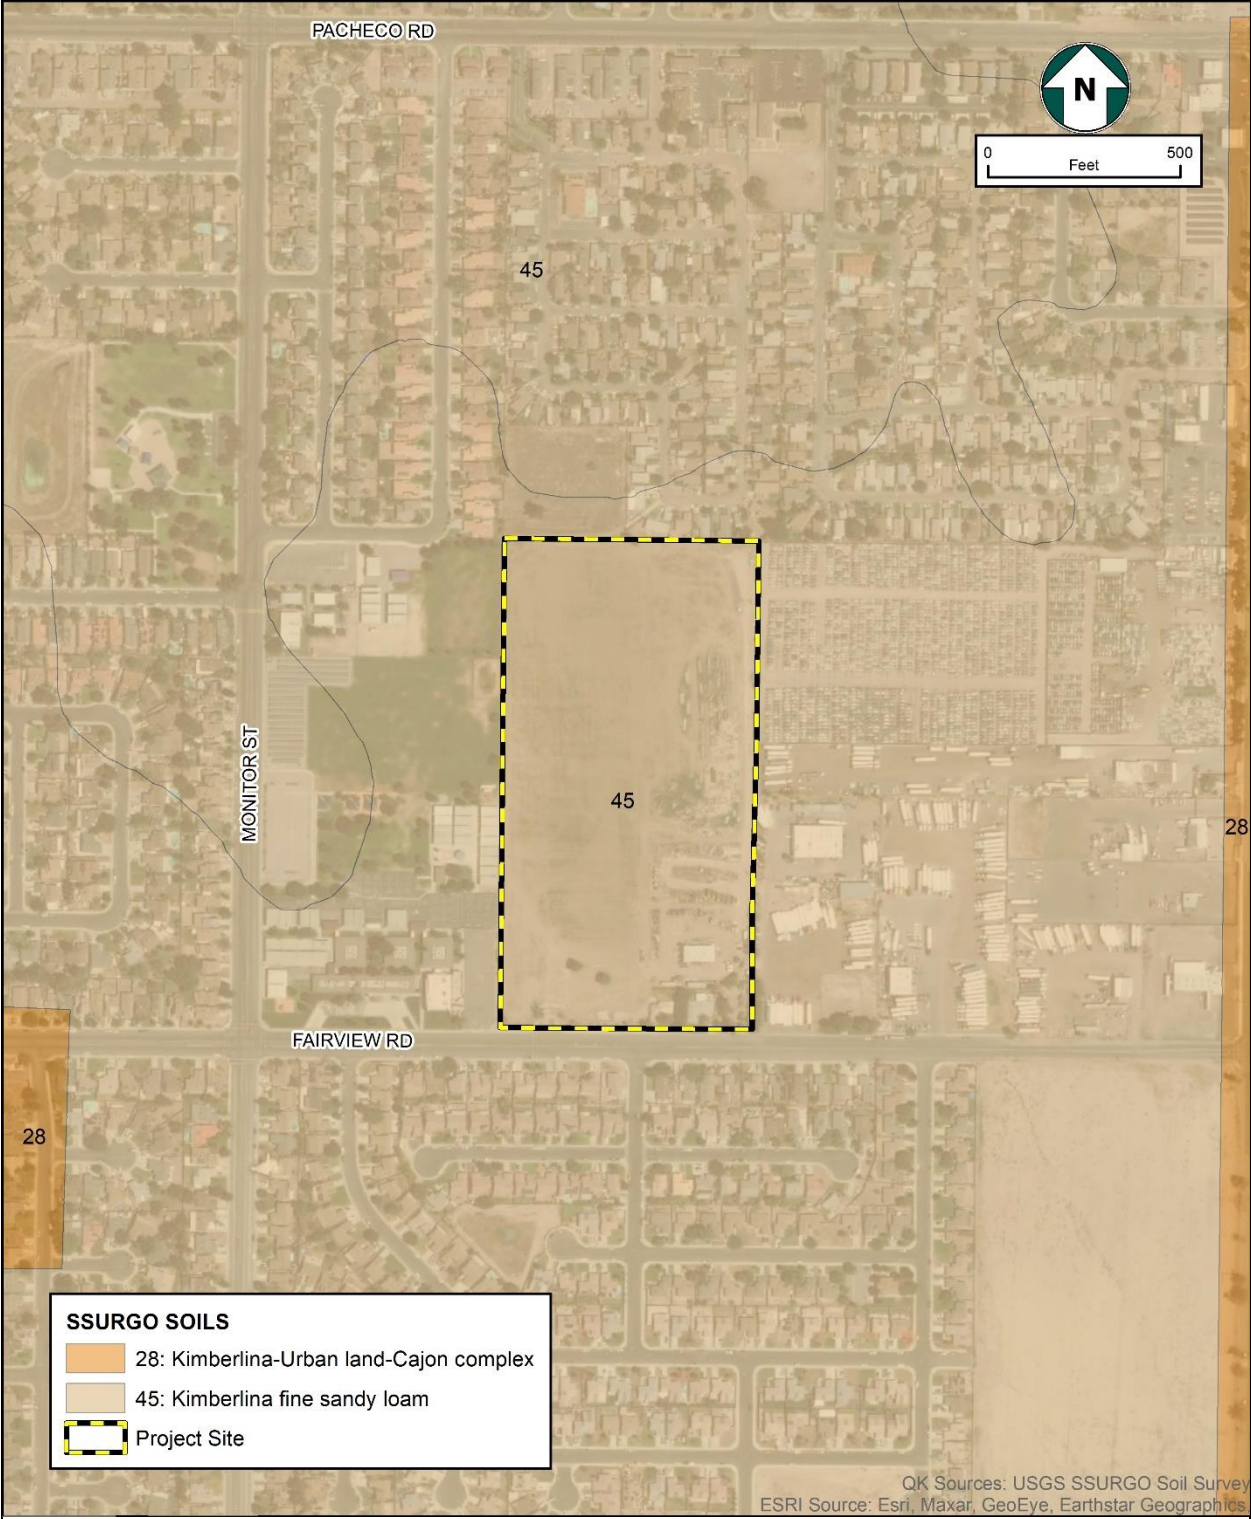 PACHECO RD
N
0 500
Feet
45
MONITOR ST
45
28
FAIRVIEW RD
28
SSURGO SOILS
28: Kimberlina-Urban land-Cajon complex
45: Kimberlina fine sandy loam
Project Site
QK Sources: USGS SSURGO Soil Survey
ESRI Source: Esri, Maxar, GeoEye, Earthstar Geographics,